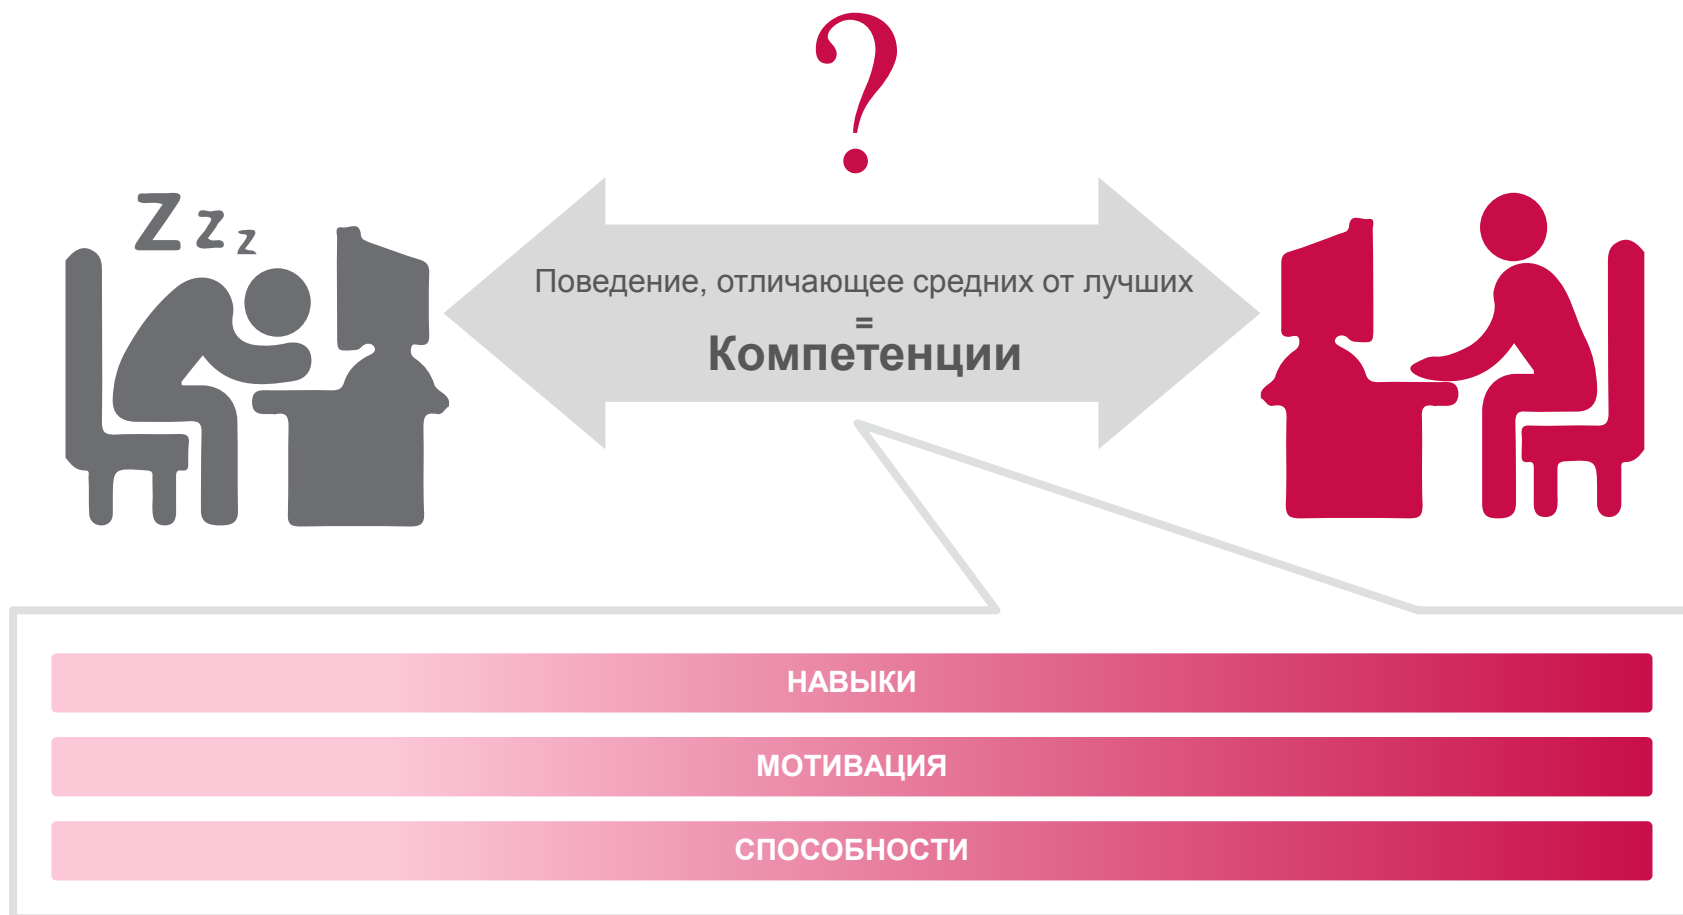 ?
Z z z
Поведение, отличающее средних от лучших
=
Компетенции
НАВЫКИ
МОТИВАЦИЯ
СПОСОБНОСТИ